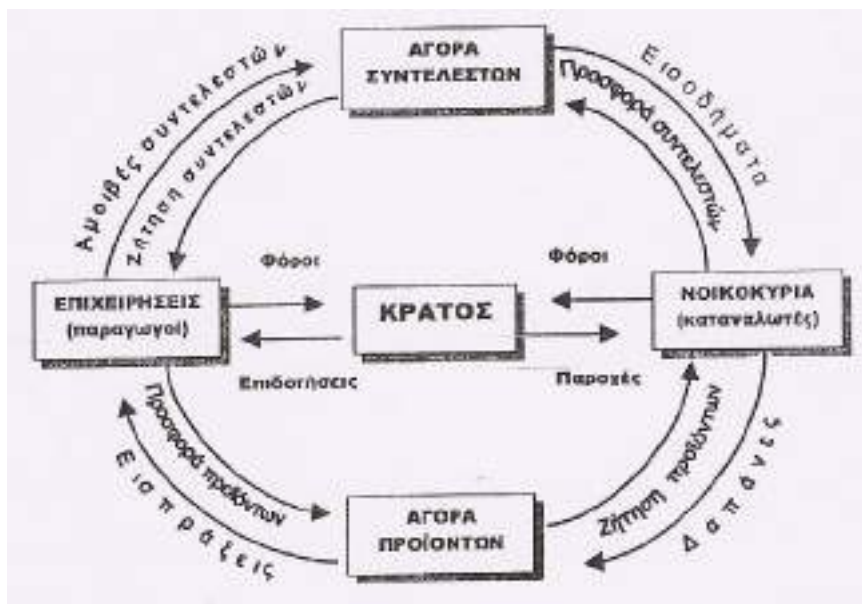 ΑΓΟΡΑ
ΣΥΝΤΕΛΕΣΤΩΝ
Αμοιβές συντελεστών
Ζήτηση συντελεστών
Προσφορά συντελεστών
Εισοδήματα
Φόροι
Φόροι
ΕΠΙΧΕΙΡΗΣΕΙΣ
(παραγωγοί)
ΚΡΑΤΟΣ
ΝΟΙΚΟΚΥΡΙΑ
(καταναλωτές)
Επιδοτήσεις
Παροχές
Προσφορά προϊόντων
Εισπράξεις
Ζήτηση προϊόντων
Δαπάνες
ΑΓΟΡΑ
ΠΡΟΪΟΝΤΩΝ